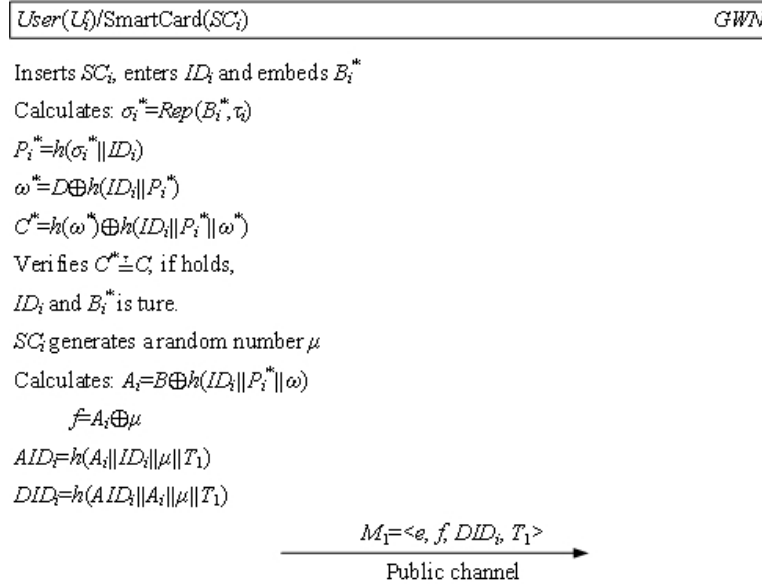 User(Ui)/SmartCard(SCi) GWN
Inserts SCi, enters IDi and embeds Bi*
Calculates: σi*=Rep(Bi*,τi)
Pi*=h(σi*||IDi)
ω*=D⊕h(IDi||Pi*)
C*=h(ω*)⊕h(IDi||Pi*||ω*)
Verifies C*≟C, if holds,
IDi and Bi* is ture.
SCi generates a random number μ
Calculates: Ai=B⊕h(IDi||Pi*||ω)
f=Ai⊕μ
AIDi=h(Ai||IDi||μ||T1)
DIDi=h(AIDi||Ai||μ||T1)
M1=<e, f, DIDi, T1>
Public channel